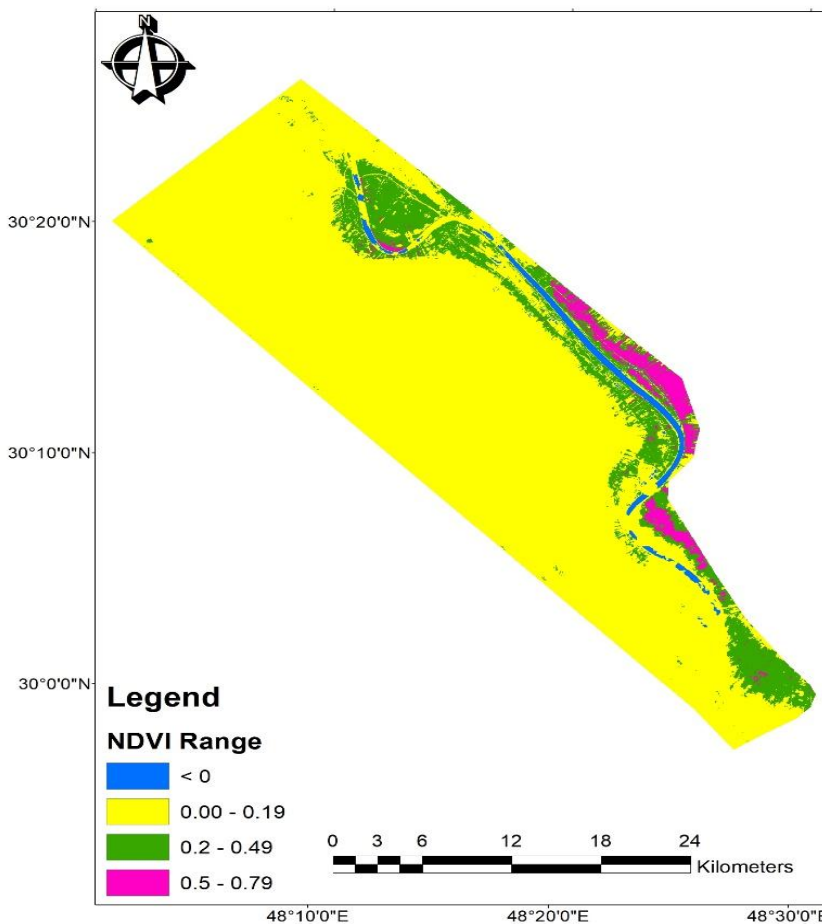 N
30°20'0"N
30°10'0"N
30°0'0"N
Legend
NDVI Range
< 0
0.00 - 0.19
0.2 - 0.49
0.5 - 0.79
0 3 6 12 18 24
Kilometers
48°10'0"E 48°20'0"E 48°30'0"E